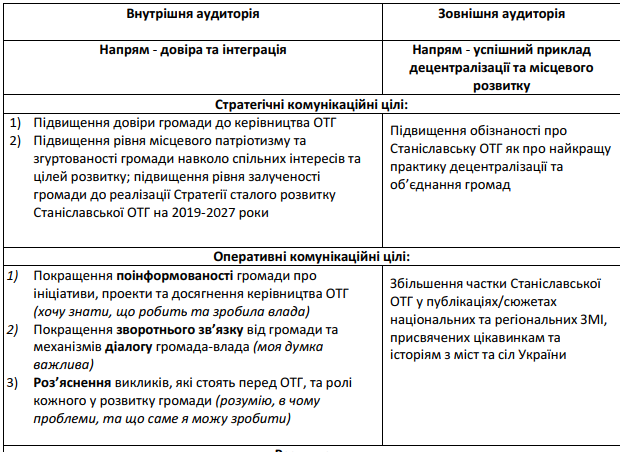 Внутрішня аудиторія
Зовнішня аудиторія
Напрям - довіра та інтеграція
Напрям - успішний приклад
децентралізації та місцевого
розвитку
Стратегічні комунікаційні цілі:
1) Підвищення довіри громади до керівництва ОТГ
2) Підвищення рівня місцевого патріотизму та
згуртованості громади навколо спільних інтересів та
цілей розвитку; підвищення рівня залученості
громади до реалізації Стратегії сталого розвитку
Станіславської ОТГ на 2019-2027 роки
Підвищення обізнаності про
Станіславську ОТГ як про найкращу
практику децентралізації та
об’єднання громад
Оперативні комунікаційні цілі:
1) Покращення поінформованості громади про
ініціативи, проекти та досягнення керівництва ОТГ
(хочу знати, що робить та зробила влада)
2) Покращення зворотнього зв’язку від громади та
механізмів діалогу громада-влада (моя думка
важлива)
3) Роз’яснення викликів, які стоять перед ОТГ, та ролі
кожного у розвитку громади (розумію, в чому
проблеми, та що саме я можу зробити)
Збільшення частки Станіславської
ОТГ у публікаціях/сюжетах
національних та регіональних ЗМІ,
присвячених цікавинкам та
історіям з міст та сіл України